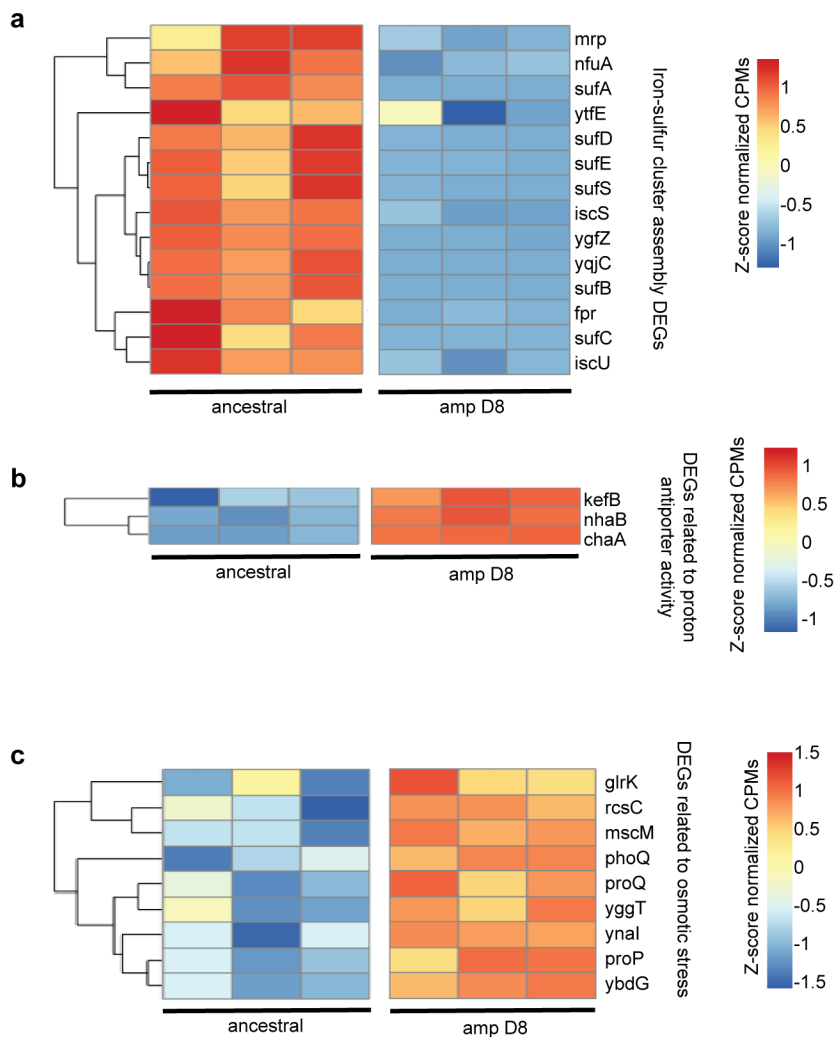 a
mrp
nfuA
sufA
ytfE
sufD
sufE
sufS
iscS
ygfZ
yqjC
sufB
fpr
sufC
iscU
ancestral
amp D8
Iron-sulfur cluster assembly DEGs
Z-score normalized CPMs
1
0.5
0
-0.5
-1
b
kefB
nhaB
chaA
ancestral
amp D8
DEGs related to proton
antiporter activity
Z-score normalized CPMs
1
0.5
0
-0.5
-1
c
glrK
rcsC
mscM
phoQ
proQ
yggT
ynaI
proP
ybdG
ancestral
amp D8
DEGs related to osmotic stress
Z-score normalized CPMs
1.5
1
0.5
0
-0.5
-1
-1.5